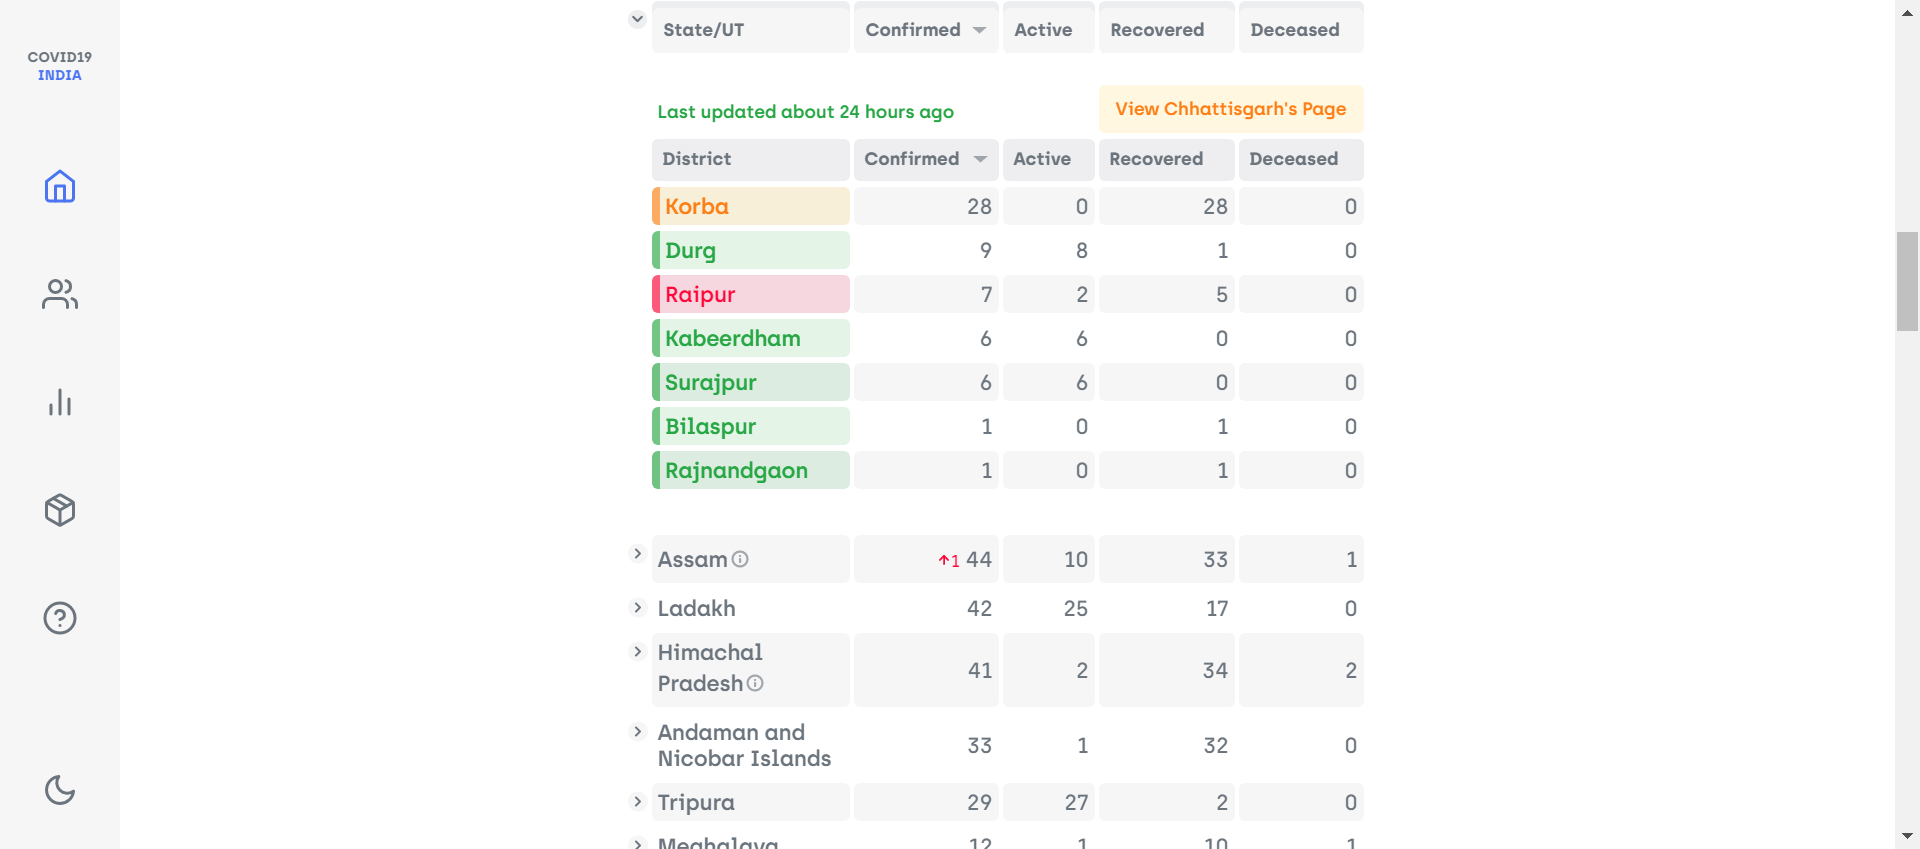 COVID19
INDIA
State/UT Confirmed Active Recovered Deceased
Last updated about 24 hours ago
View Chhattisgarh's Page
District Confirmed Active Recovered Deceased
Korba 28 0 28 0
Durg 9 8 1 0
Raipur 7 2 5 0
Kabeerdham 6 6 0 0
Surajpur 6 6 0 0
Bilaspur 1 0 1 0
Rajnandgaon 1 0 1 0
Assam 1 44 10 33 1
Ladakh 42 25 17 0
Himachal
Pradesh 41 2 34 2
Andaman and
Nicobar Islands 33 1 32 0
Tripura 29 27 2 0
Meghalaya 12 1 10 1